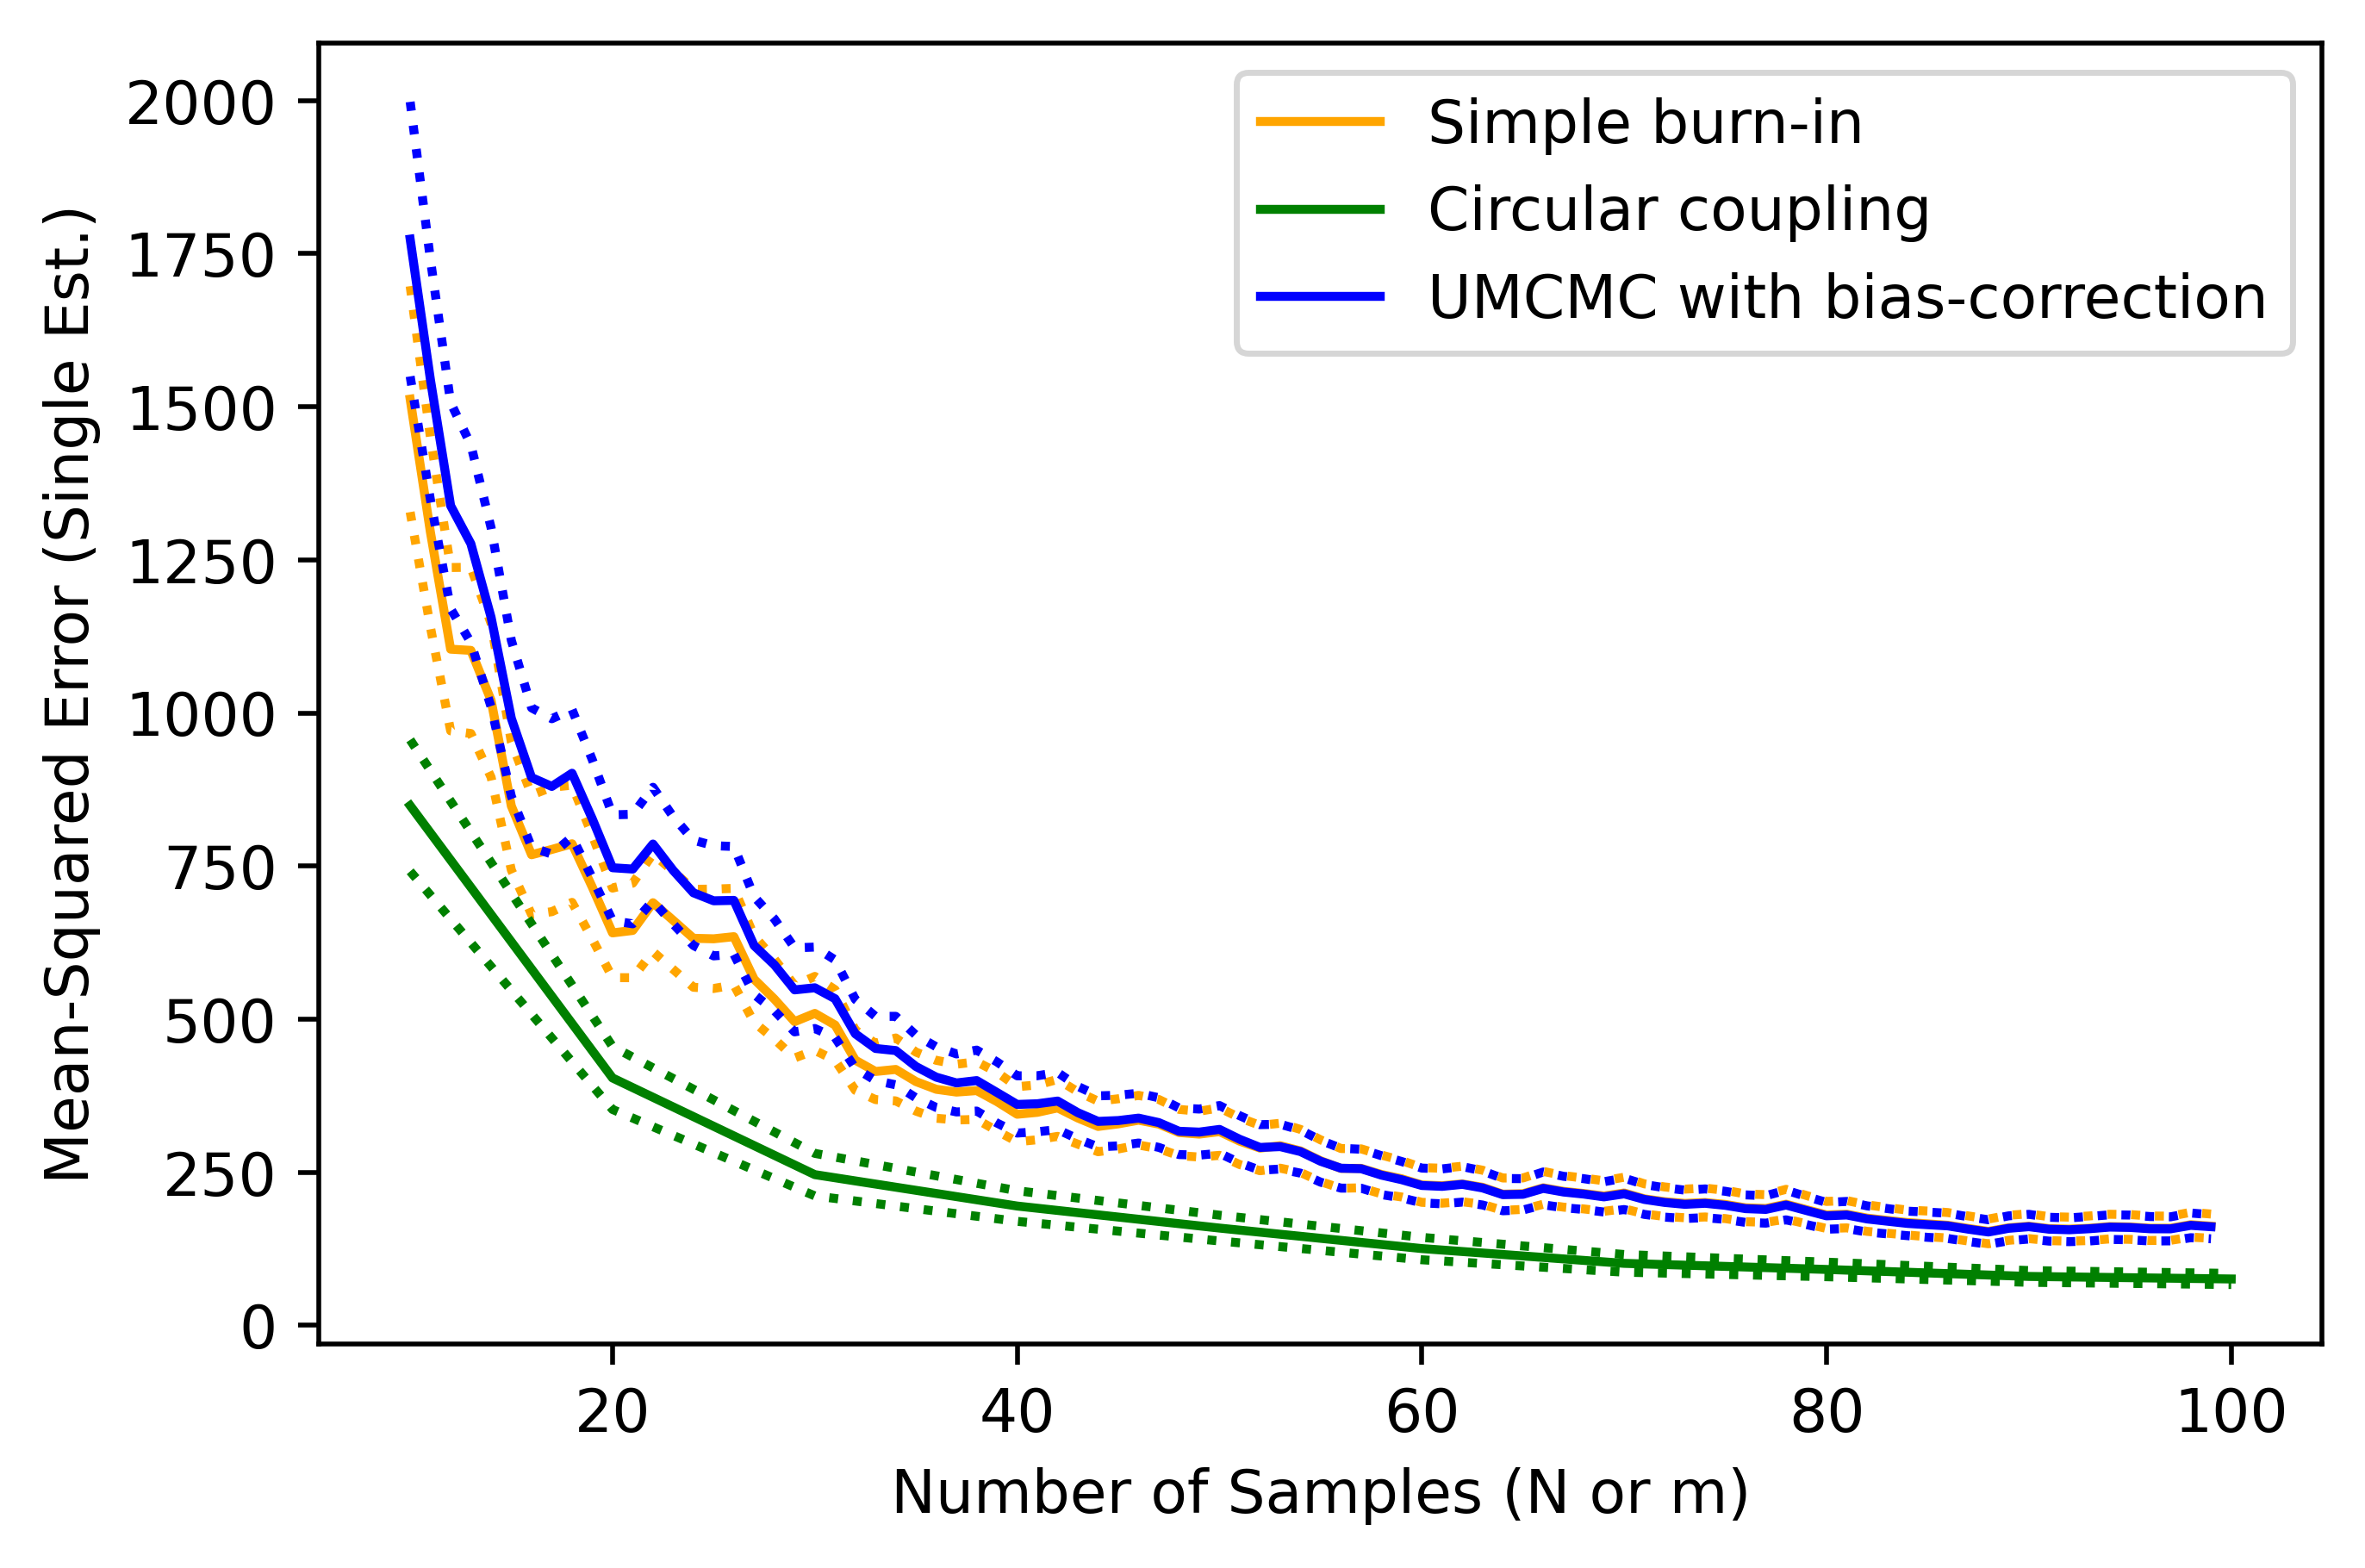 Mean-Squared Error (Single Est.)
2000
1750
1500
1250
1000
750
500
250
0
Simple burn-in
Circular coupling
UMCMC with bias-correction
20 40 60 80 100
Number of Samples (N or m)